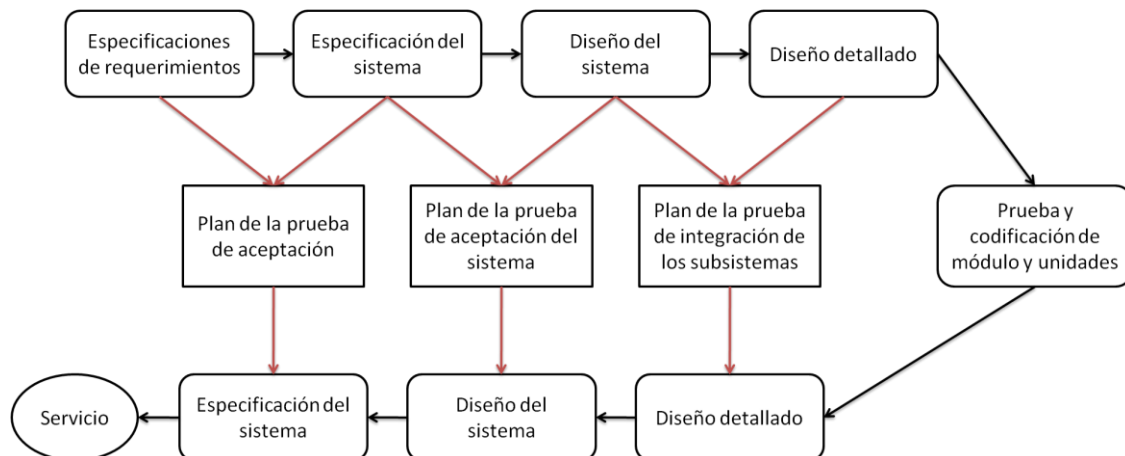 Especificaciones
de requerimientos
Especificación del
sistema
Diseño del
sistema
Diseño detallado
Plan de la prueba
de aceptación
Plan de la prueba
de aceptación del
sistema
Plan de la prueba
de integración de
los subsistemas
Prueba y
codificación de
módulo y unidades
Servicio
Especificación del
sistema
Diseño del
sistema
Diseño detallado